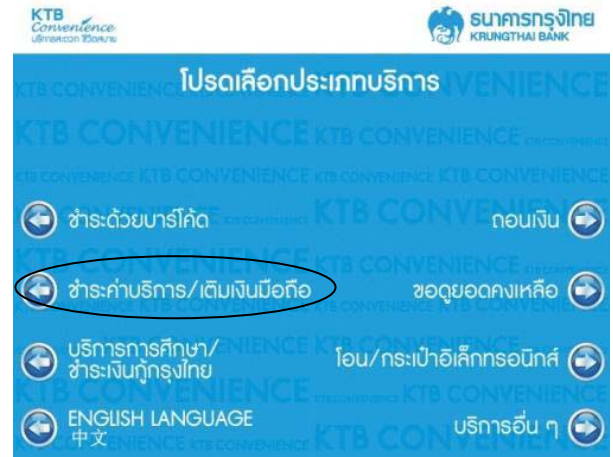 KTB
Convenience
บริการสะดวก ชีวิตสบาย
ธนาคารกรุงไทย
KRUNGTHAI BANK
โปรดเลือกประเภทบริการ
ชำระด้วยบาร์โค้ด
ถอนเงิน
ชำระค่าบริการ/เติมเงินมือถือ
ขอดูยอดคงเหลือ
บริการการศึกษา/
ชำระเงินกู้กรุงไทย
โอน/กระเป๋าอิเล็กทรอนิกส์
ENGLISH LANGUAGE
中文
บริการอื่น ๆ